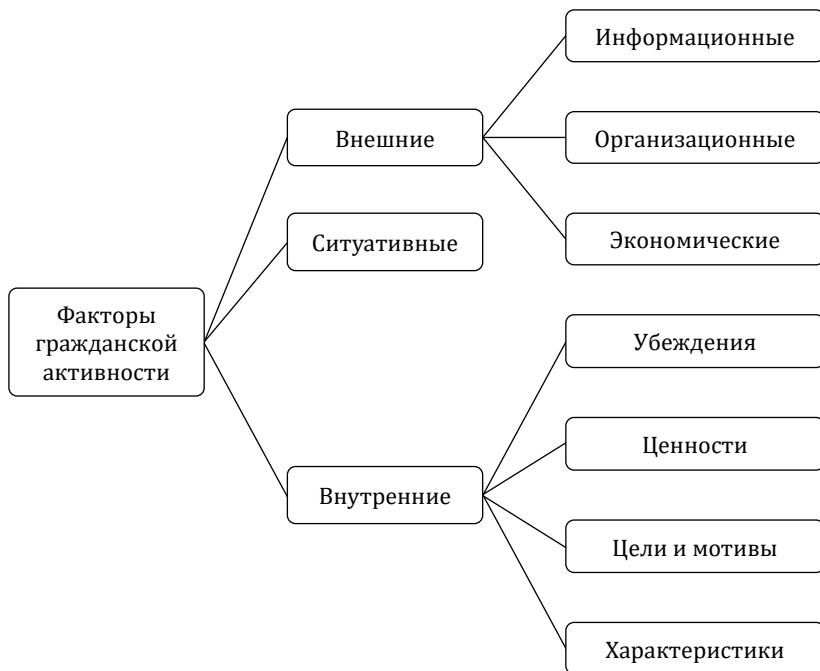 Информационные
Внешние
Организационные
Ситуативные
Экономические
Факторы
гражданской
активности
Убеждения
Ценности
Внутренние
Цели и мотивы
Характеристики